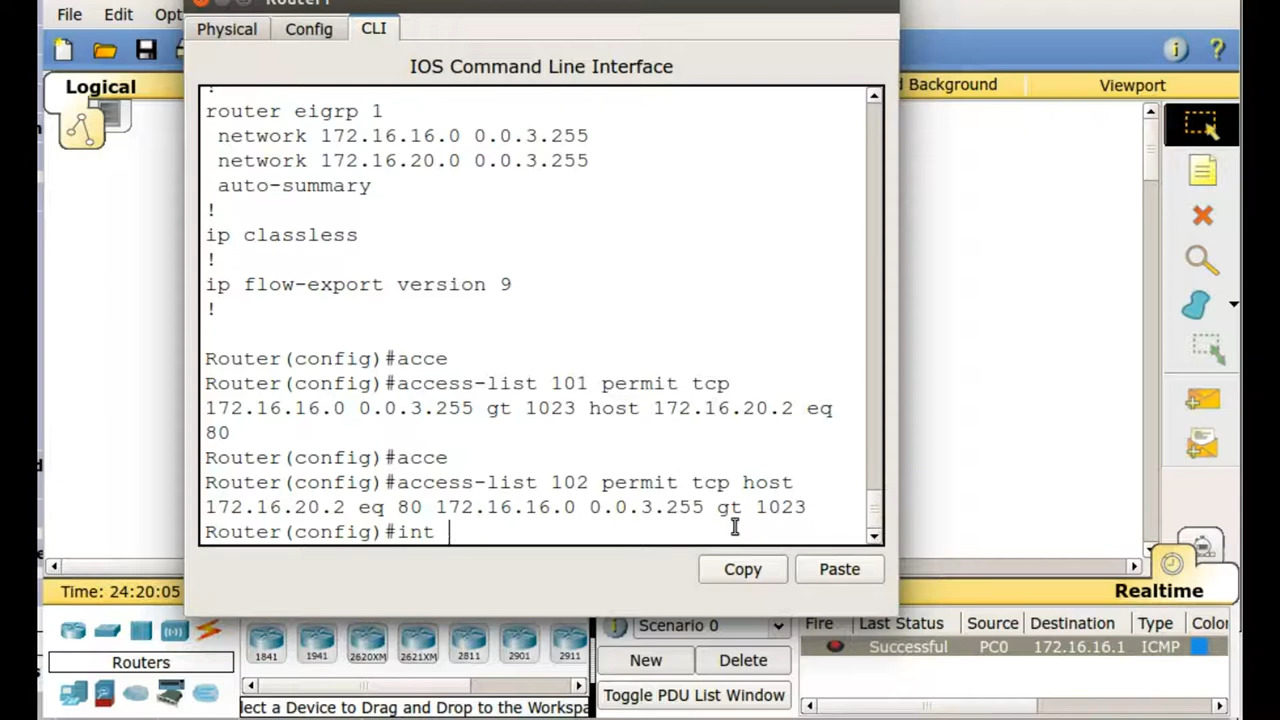 Router1
File Edit Opt
Physical Config CLI
IOS Command Line Interface
Logical
d Background
Viewport
!
router eigrp 1
network 172.16.16.0 0.0.3.255
network 172.16.20.0 0.0.3.255
auto-summary
!
ip classless
!
ip flow-export version 9
!
Router(config)#acce
Router(config)#access-list 101 permit tcp
172.16.16.0 0.0.3.255 gt 1023 host 172.16.20.2 eq
80
Router(config)#acce
Router(config)#access-list 102 permit tcp host
172.16.20.2 eq 80 172.16.16.0 0.0.3.255 gt 1023
Router(config)#int
Copy Paste
Time: 24:20:05
Realtime
Routers
1841 1941 2620XM 2621XM 2811 2901 2911
lect a Device to Drag and Drop to the Workspa
Scenario 0
New Delete
Toggle PDU List Window
Fire Last Status Source Destination Type Color
Successful PC0 172.16.16.1 ICMP